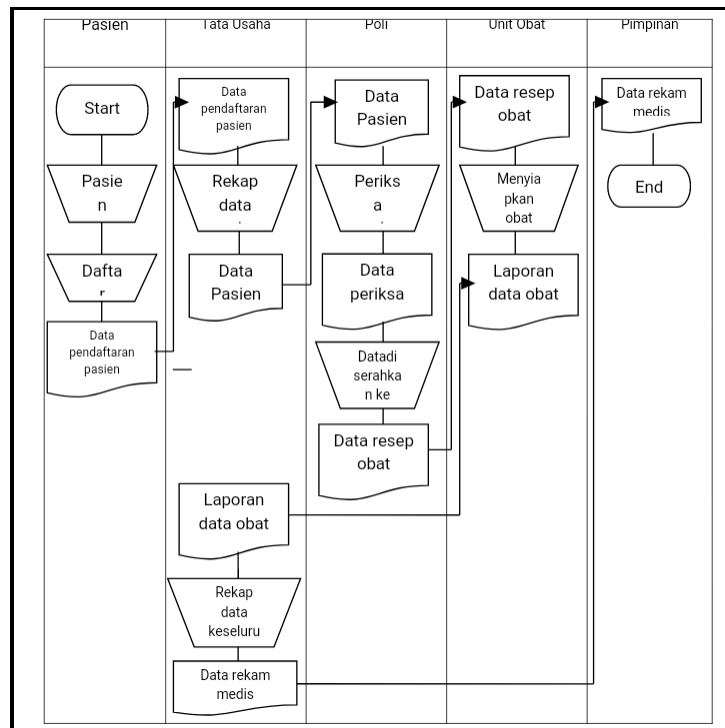 Pasien
Tata Usaha
Poli
Unit Obat
Pimpinan
Start
Pasie
n
Dafta
r
Data
pendaftaran
pasien
Data
pendaftaran
pasien
Rekap
data
Data
Pasien
Laporan
data obat
Rekap
data
keseluru
Data rekam
medis
Data
Pasien
Periks
a
Data
periksa
Datadi
serahka
n ke
Data resep
obat
Data resep
obat
Menyia
pkan
obat
Laporan
data obat
Data rekam
medis
End